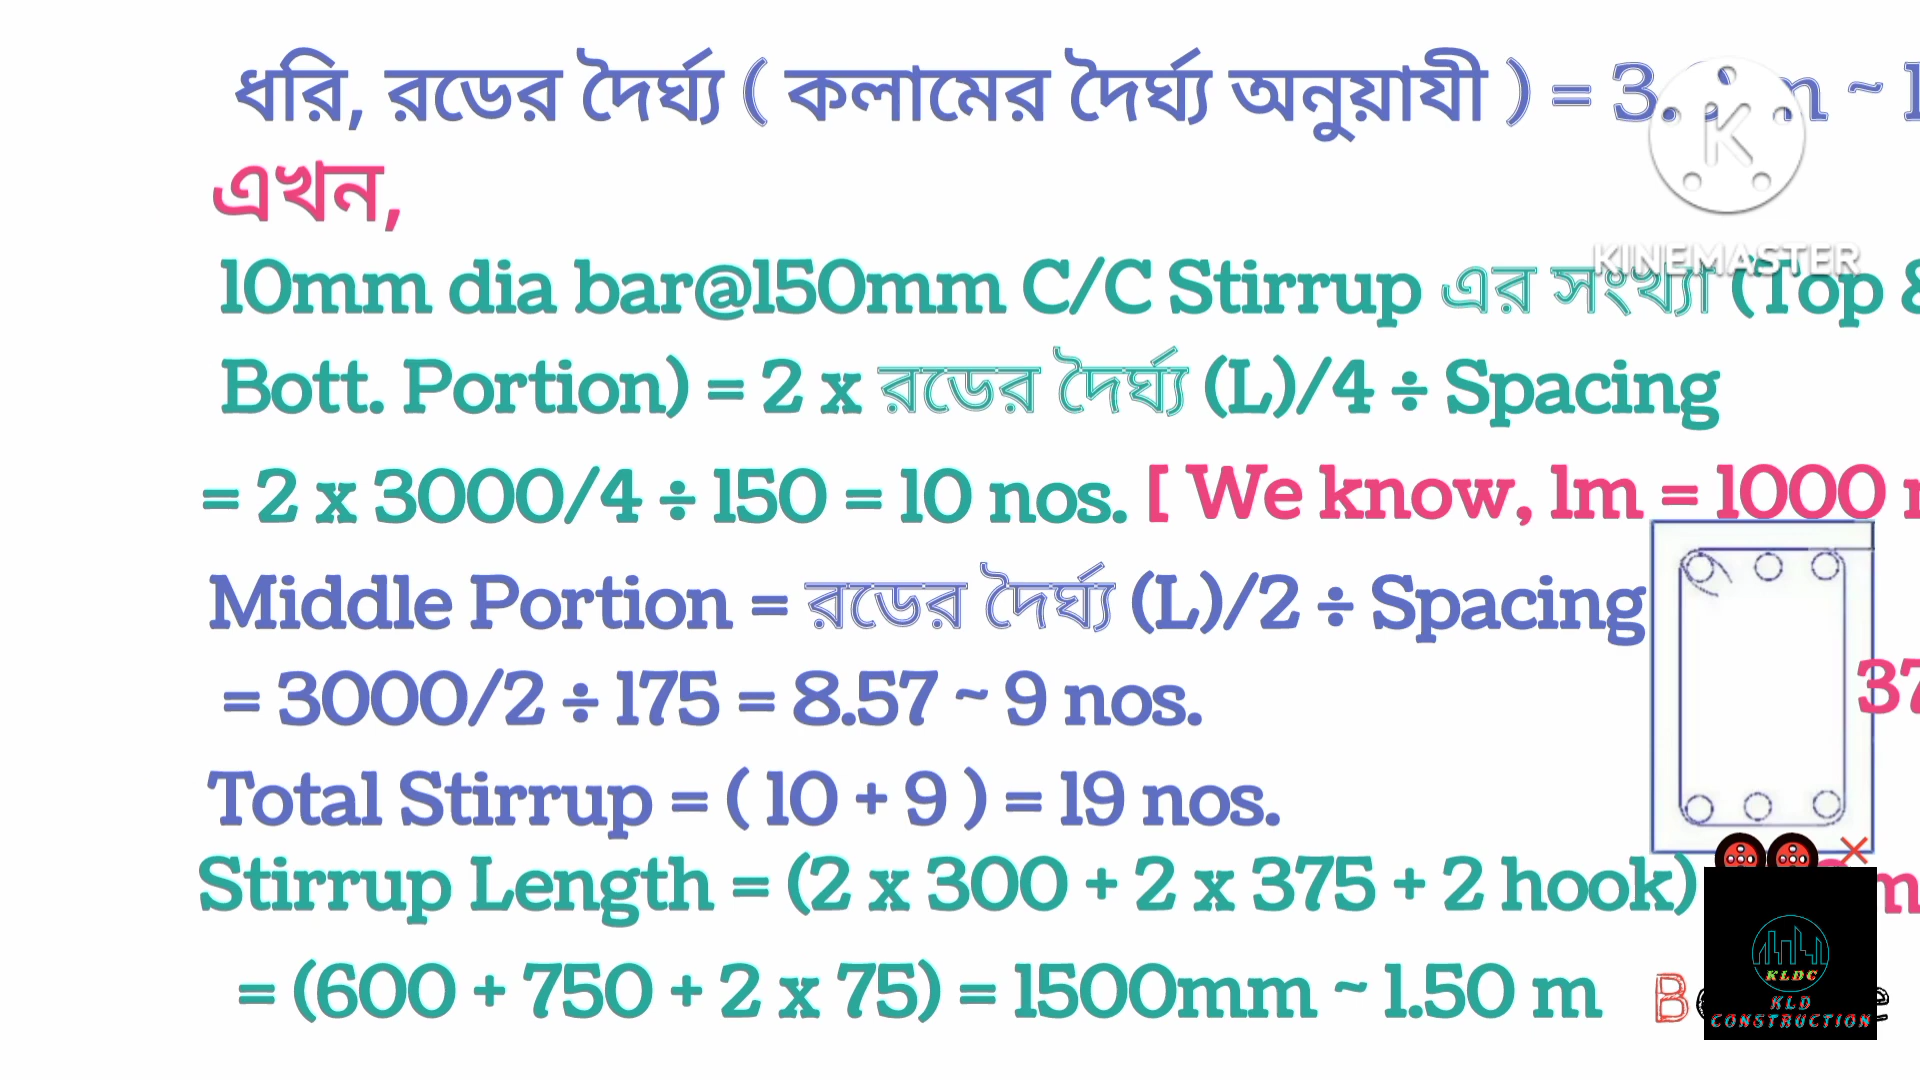 ধরি, রডের দৈর্ঘ্য ( কলামের দৈর্ঘ্য অনুয়াযী ) = 3. m ~ 1
এখন,
KINEMASTER
10mm dia bar@150mm C/C Stirrup এর সংখ্যা (Top &
Bott. Portion) = 2 x রডের দৈর্ঘ্য (L)/4 ÷ Spacing
= 2 x 3000/4 ÷ 150 = 10 nos. [ We know, 1m = 1000
Middle Portion = রডের দৈর্ঘ্য (L)/2 ÷ Spacing
= 3000/2 ÷ 175 = 8.57 ~ 9 nos.
37
Total Stirrup = ( 10 + 9 ) = 19 nos.
Stirrup Length = (2 x 300 + 2 x 375 + 2 hook)
= (600 + 750 + 2 x 75) = 1500mm ~ 1.50 m
KLDC
KLD
CONSTRUCTION